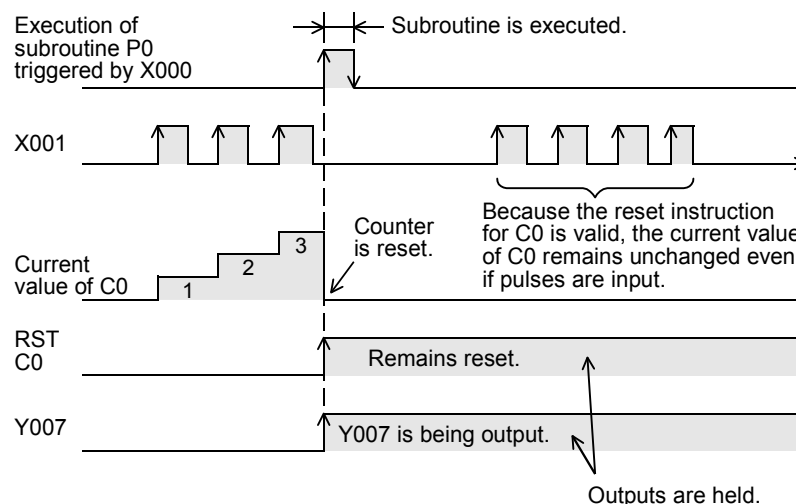 Execution of
subroutine P0
triggered by X000
Subroutine is executed.
X001
Because the reset instruction
for C0 is valid, the current value
of C0 remains unchanged even
if pulses are input.
Counter
is reset.
Current
value of C0
1
2
3
RST
C0
Remains reset.
Y007
Y007 is being output.
Outputs are held.